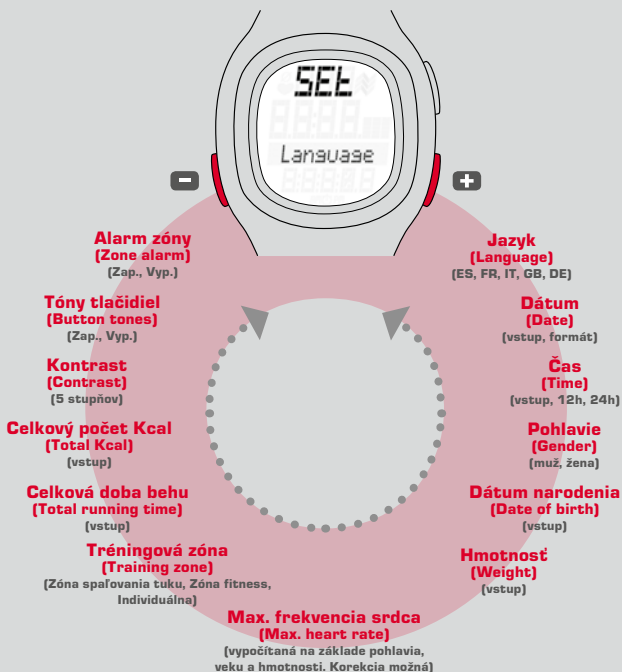 SEt
Language
-
+
Alarm zóny
(Zone alarm)
(Zap., Vyp.)
Tóny tlačidiel
(Button tones)
(Zap., Vyp.)
Kontrast
(Contrast)
(5 stupňov)
Celkový počet Kcal
(Total Kcal)
(vstup)
Celková doba behu
(Total running time)
(vstup)
Tréningová zóna
(Training zone)
(Zóna spaľovania tuku, Zóna fitness,
Individuálna)
Max. frekvencia srdca
(Max. heart rate)
(vypočítaná na základe pohlavia,
veku a hmotnosti. Korekcia možná)
Jazyk
(Language)
(ES, FR, IT, GB, DE)
Dátum
(Date)
(vstup, formát)
Čas
(Time)
(vstup, 12h, 24h)
Pohlavie
(Gender)
(muž, žena)
Dátum narodenia
(Date of birth)
(vstup)
Hmotnosť
(Weight)
(vstup)